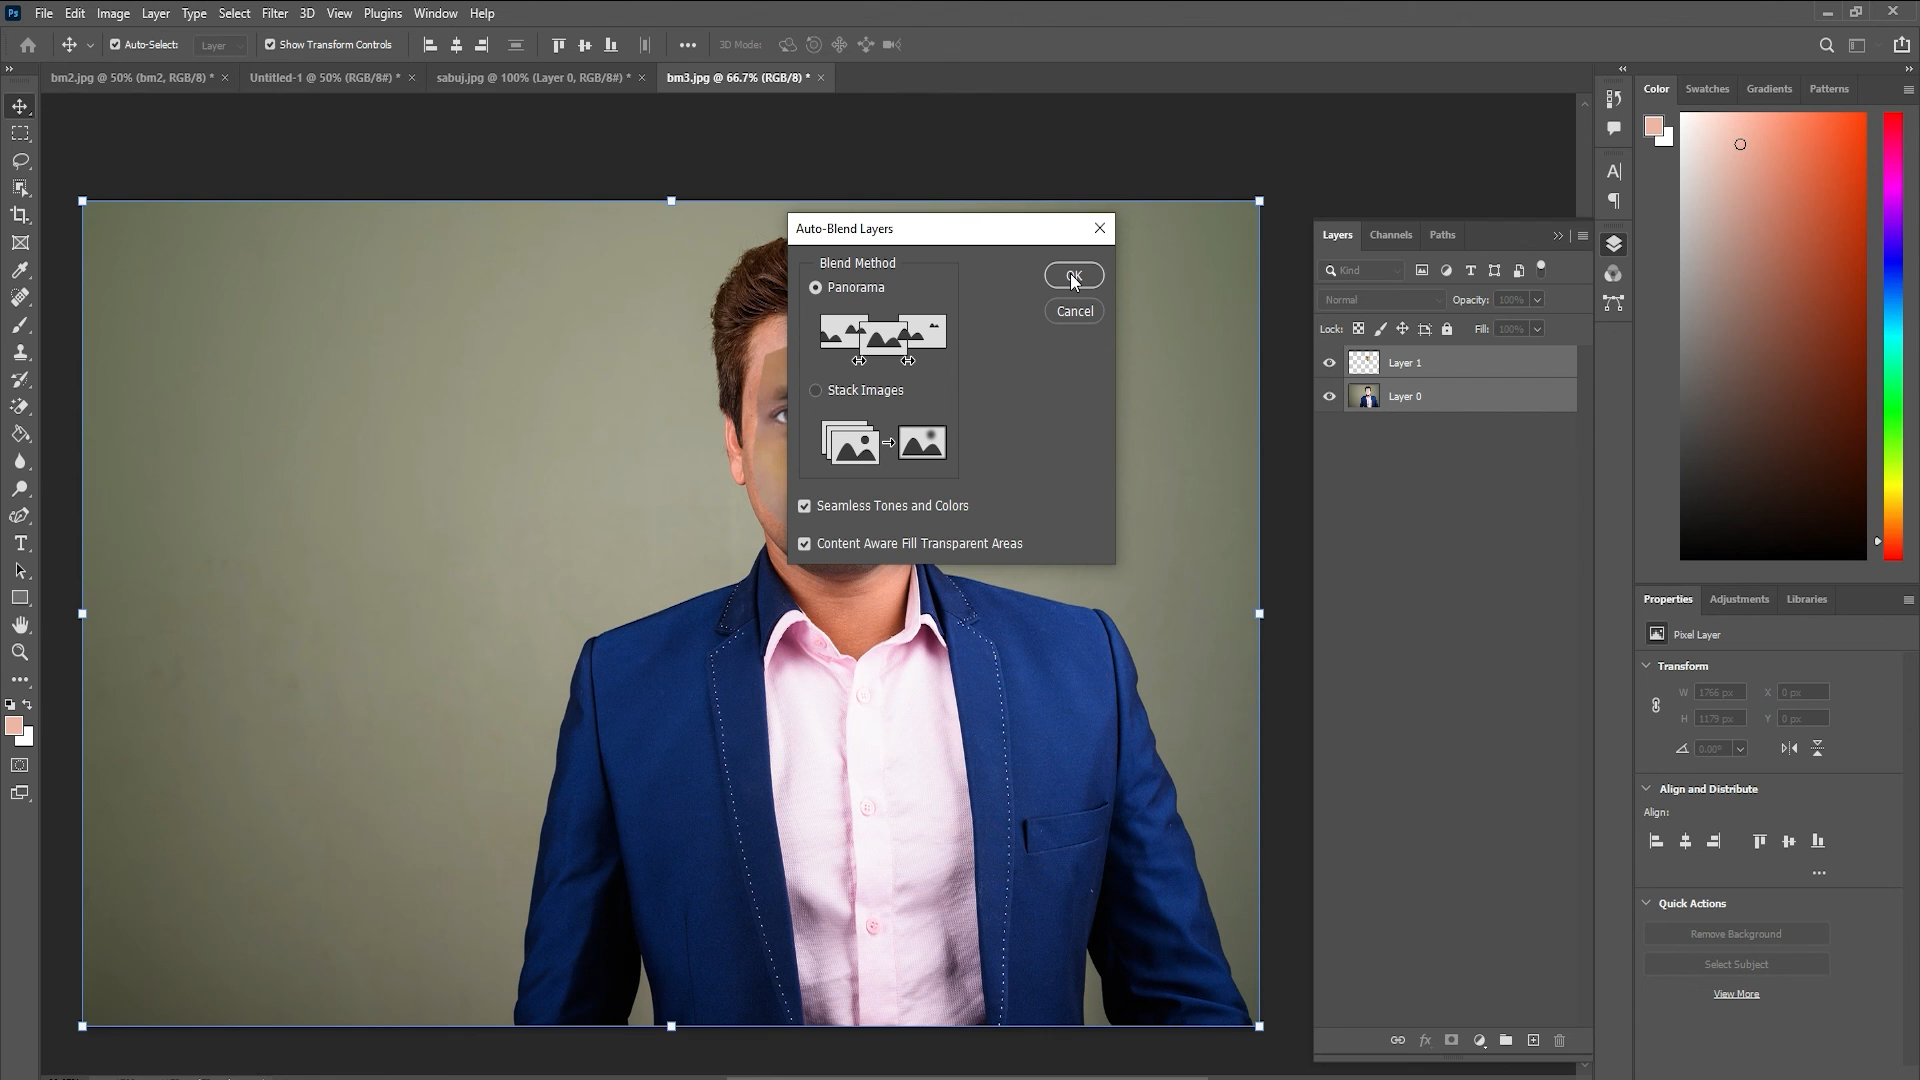 Ps File Edit Image Layer Type Select Filter 3D View Plugins Window Help
Auto-Select: Layer Show Transform Controls 3D Mode:
bm2.jpg @ 50% (bm2, RGB/8) * Untitled-1 @ 50% (RGB/8#) * sabuj.jpg @ 100% (Layer 0, RGB/8#) * bm3.jpg @ 66.7% (RGB/8) *
Color Swatches Gradients Patterns
Auto-Blend Layers
Blend Method
Panorama
OK
Cancel
Stack Images
Seamless Tones and Colors
Content Aware Fill Transparent Areas
Layers Channels Paths
Kind
Normal Opacity: 100%
Lock: Fill: 100%
Layer 1
Layer 0
fx
Properties Adjustments Libraries
Pixel Layer
Transform
W 1766 px X 0 px
H 1179 px Y 0 px
0.00°
Align and Distribute
Align:
Quick Actions
Remove Background
Select Subject
View More